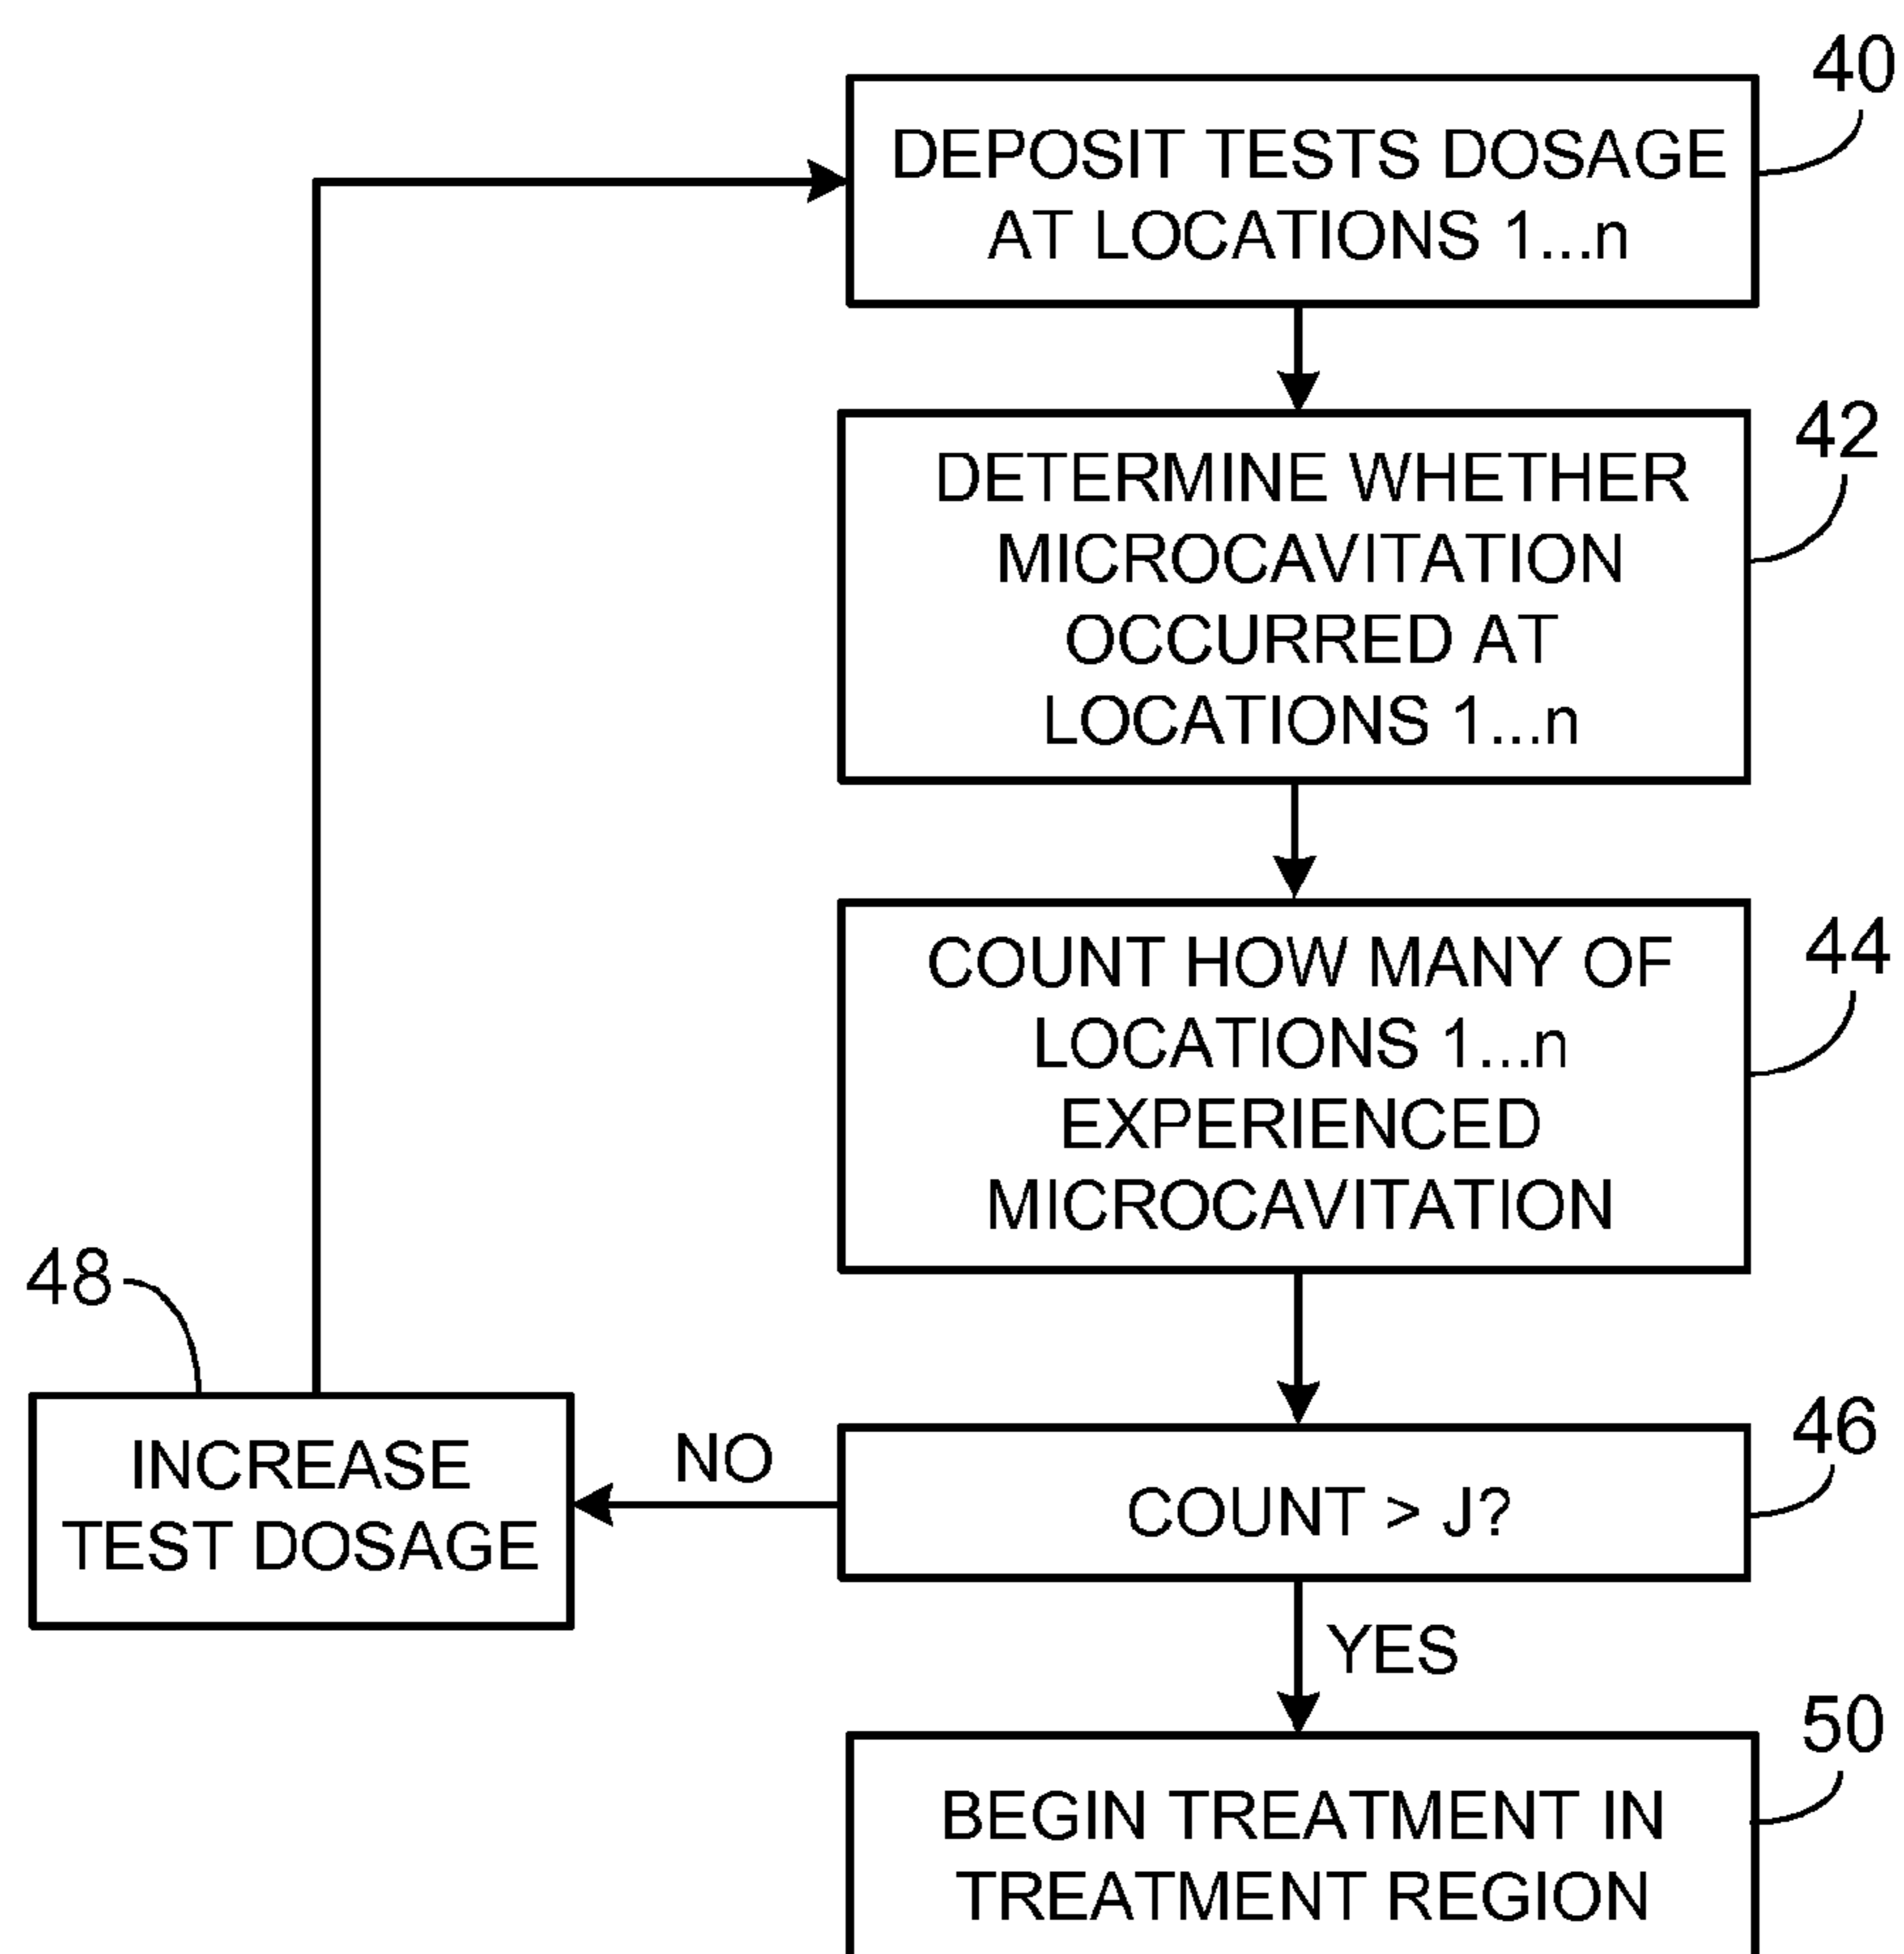 40
DEPOSIT TESTS DOSAGE
AT LOCATIONS 1...n
42
DETERMINE WHETHER
MICROCAVITATION
OCCURRED AT
LOCATIONS 1...n
44
COUNT HOW MANY OF
LOCATIONS 1...n
EXPERIENCED
MICROCAVITATION
48
INCREASE
TEST DOSAGE
NO
46
COUNT > J?
YES
50
BEGIN TREATMENT IN
TREATMENT REGION